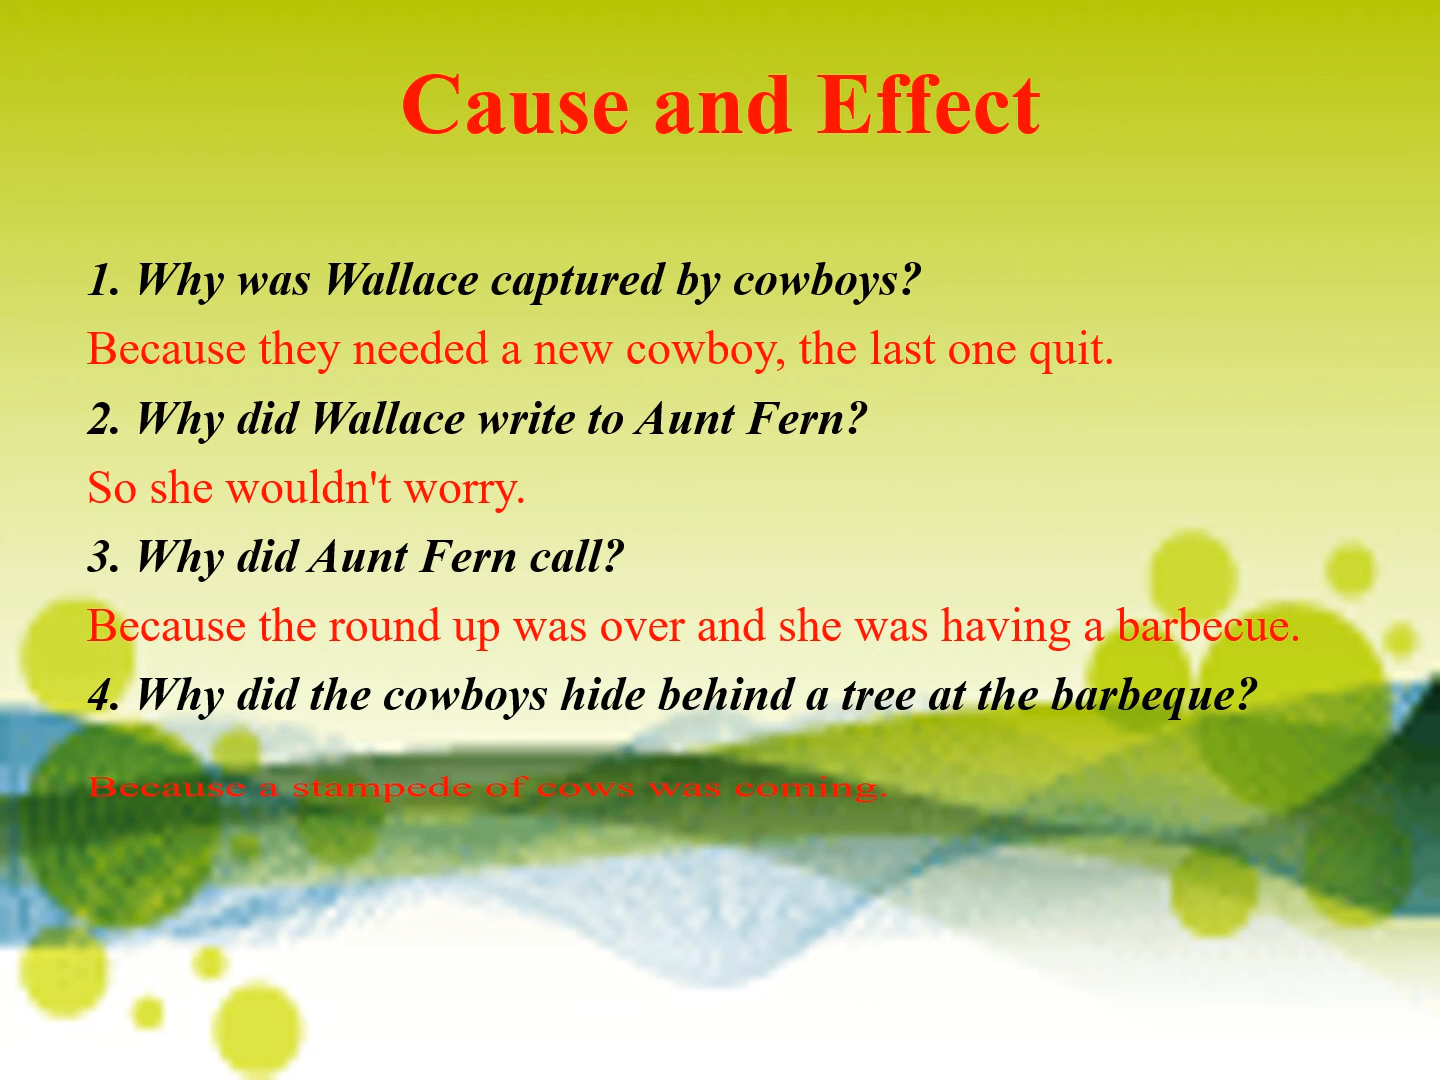 Cause and Effect
1. Why was Wallace captured by cowboys?
Because they needed a new cowboy, the last one quit.
2. Why did Wallace write to Aunt Fern?
So she wouldn't worry.
3. Why did Aunt Fern call?
Because the round up was over and she was having a barbecue.
4. Why did the cowboys hide behind a tree at the barbeque?
Because a stampede of cows was coming.